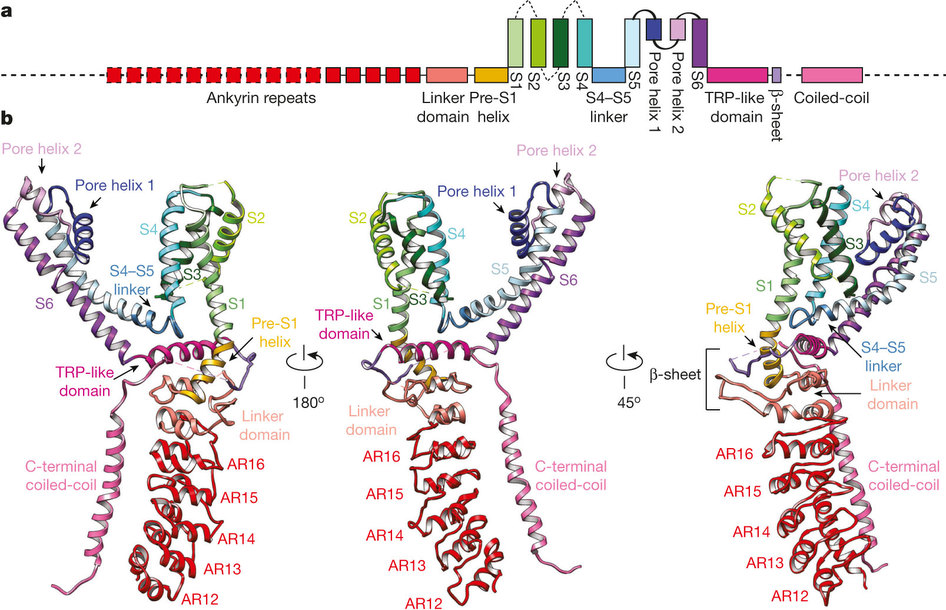 a
Ankyrin repeats
Linker
domain
Pre-S1
helix
S1
S2
S3
S4
S4–S5
linker
S5
Pore helix 1
Pore helix 2
S6
TRP-like
domain
β-sheet
Coiled-coil
b
Pore helix 2
Pore helix 1
S4
S2
S3
S4–S5
linker
S6
S1
Pre-S1
helix
TRP-like
domain
Linker
domain
C-terminal
coiled-coil
AR16
AR15
AR14
AR13
AR12
180º
Pore helix 2
Pore helix 1
S2
S4
S5
S3
S6
S1
TRP-like
domain
Linker
domain
AR16
AR15
AR14
AR13
AR12
C-terminal
coiled-coil
45º
Pore helix 2
S2
S4
S3
S5
S1
Pre-S1
helix
S4–S5
linker
β-sheet
Linker
domain
AR16
AR15
AR14
AR13
AR12
C-terminal
coiled-coil